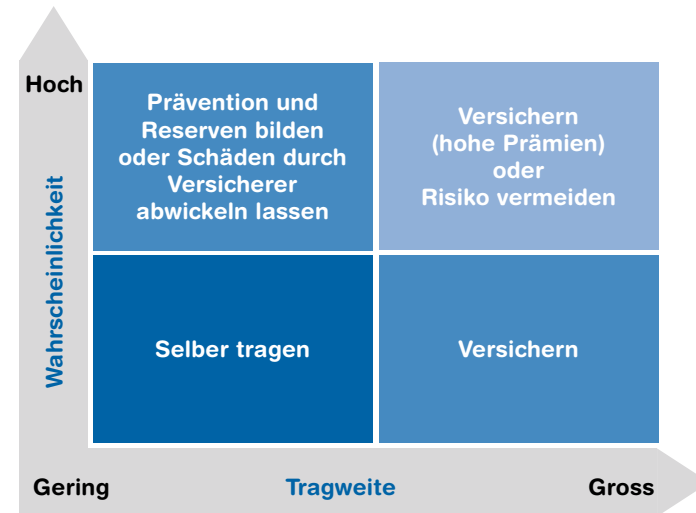 Hoch
Prävention und
Reserven bilden
oder Schäden durch
Versicherer
abwickeln lassen
Versichern
(hohe Prämien)
oder
Risiko vermeiden
Wahrscheinlichkeit
Selber tragen
Versichern
Gering
Tragweite
Gross